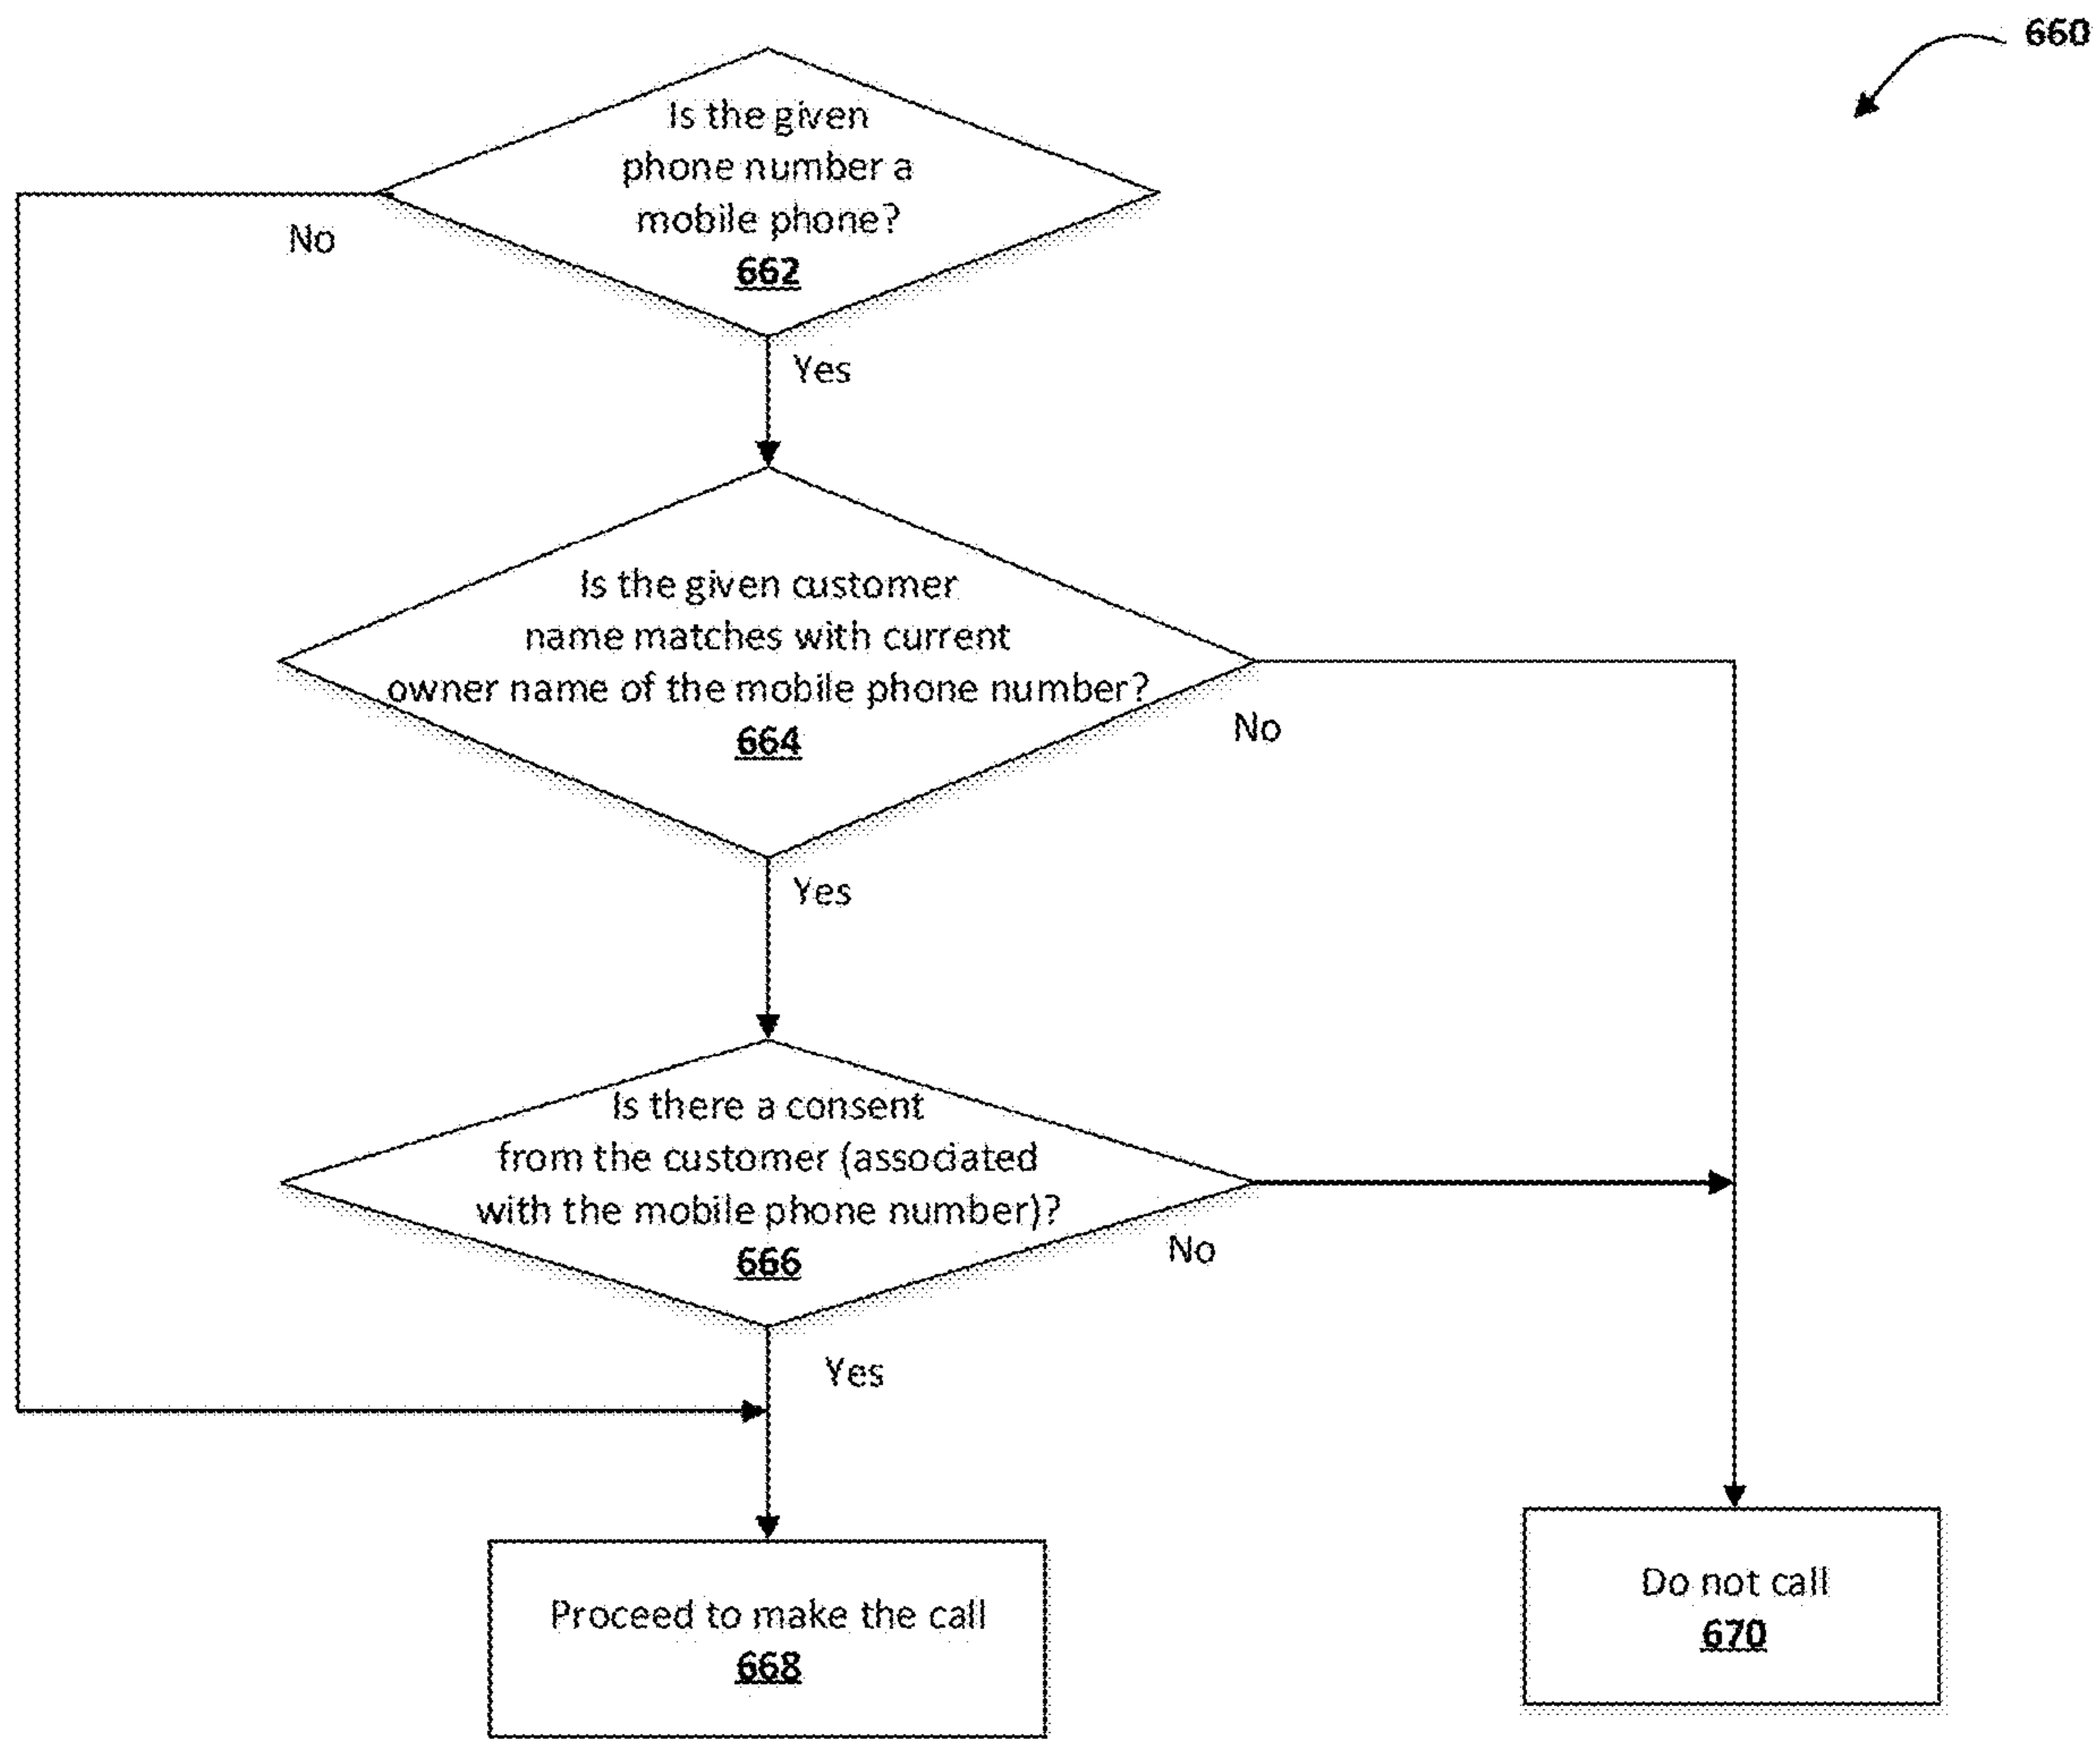 660
Is the given
phone number a
mobile phone?
662
No
Yes
Is the given customer
name matches with current
owner name of the mobile phone number?
664
No
Yes
Is there a consent
from the customer (associated
with the mobile phone number)?
666
No
Yes
Proceed to make the call
668
Do not call
670